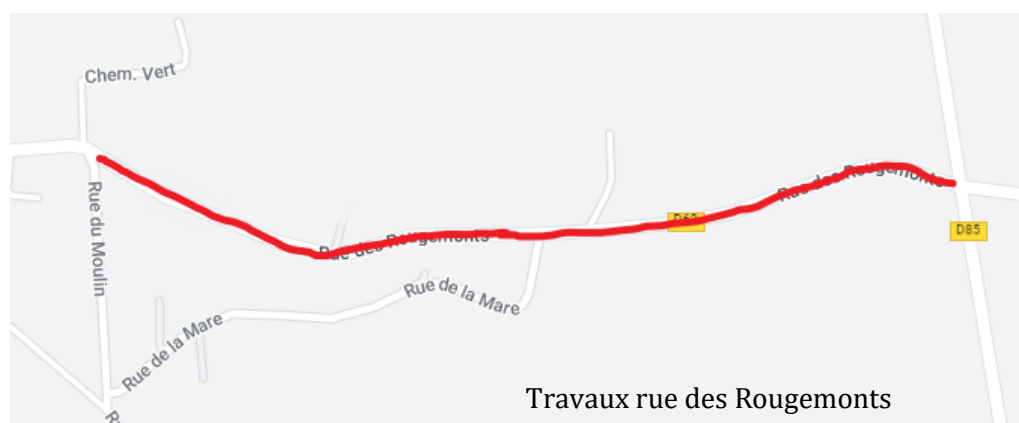 Chem. Vert
Rue des Rougemonts
Rue du Moulin
D85
Rue des Rougemonts
Rue de la Mare
Rue de la Mare
Travaux rue des Rougemonts